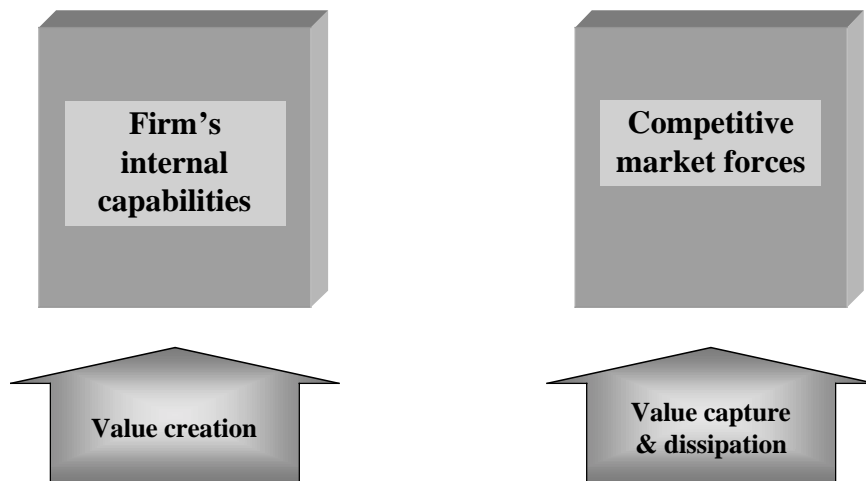 Firm’s
internal
capabilities
Competitive
market forces
Value creation
Value capture
& dissipation